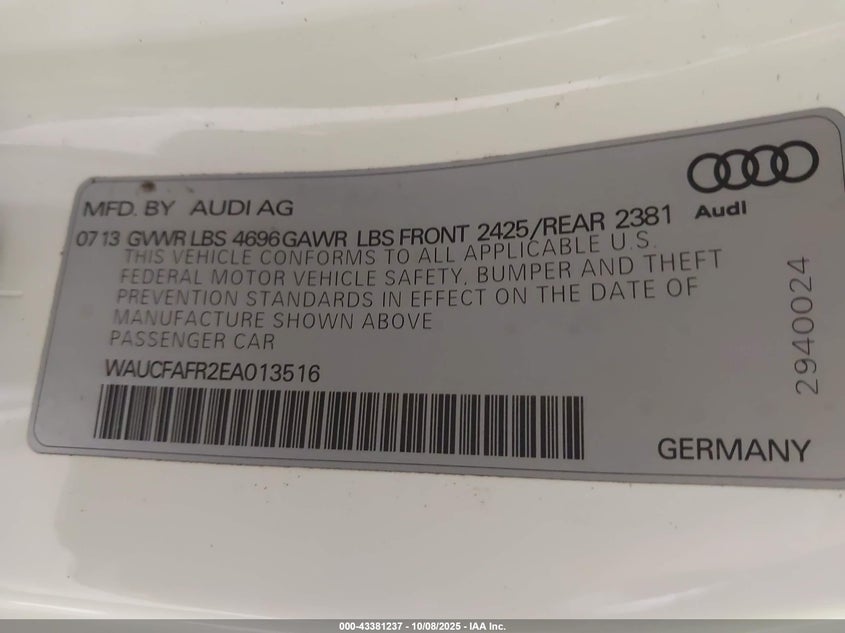 MFD. BY AUDI AG
Audi
07 13 GVWR LBS 4696 GAWR LBS FRONT 2425/REAR 2381
THIS VEHICLE CONFORMS TO ALL APPLICABLE U.S.
FEDERAL MOTOR VEHICLE SAFETY, BUMPER AND THEFT
PREVENTION STANDARDS IN EFFECT ON THE DATE OF
MANUFACTURE SHOWN ABOVE
PASSENGER CAR
WAUCFAFR2EA013516
GERMANY
2940024
000-43381237 - 10/08/2025 - IAA Inc.